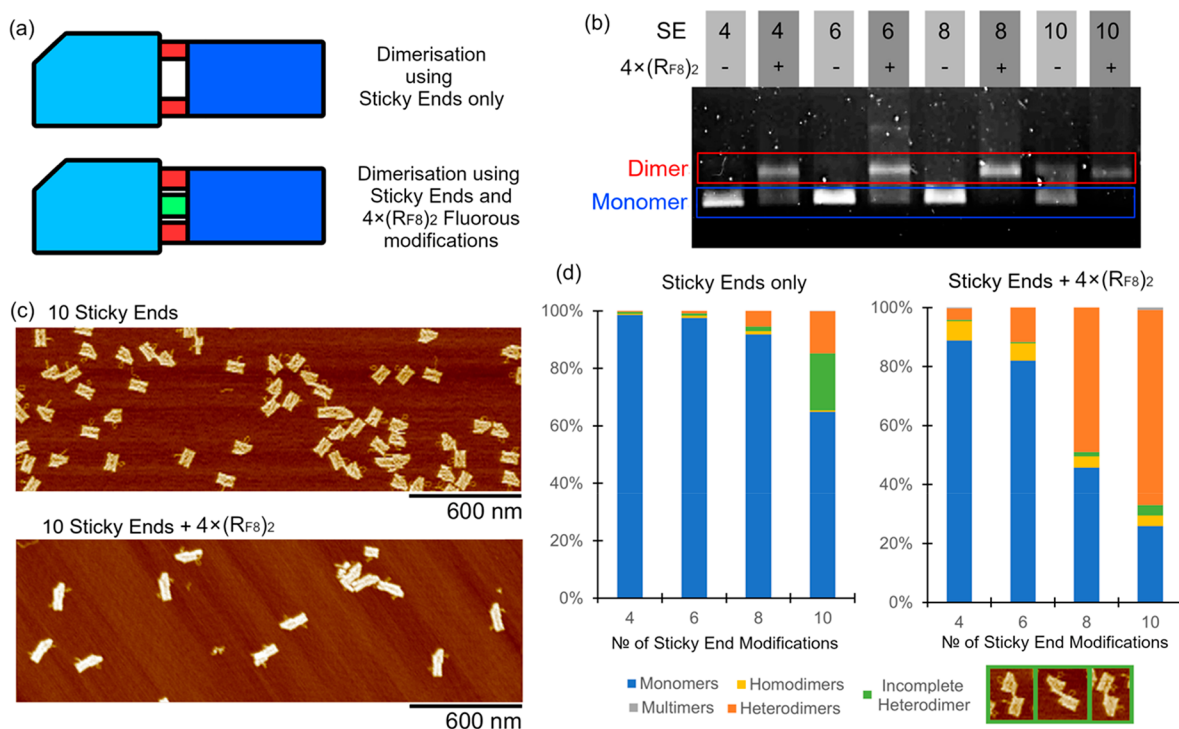 (a)
Dimerisation
using
Sticky Ends only
Dimerisation using
Sticky Ends and
4×(RF8)2 Fluorous
modifications
(b)
SE 4 4 6 6 8 8 10 10
4×(RF8)2 - + - + - + - +
Dimer
Monomer
(c)
10 Sticky Ends
600 nm
10 Sticky Ends + 4×(RF8)2
600 nm
(d)
Sticky Ends only
100%
80%
60%
40%
20%
0%
4 6 8 10
№ of Sticky End Modifications
Sticky Ends + 4×(RF8)2
100%
80%
60%
40%
20%
0%
4 6 8 10
№ of Sticky End Modifications
Monomers
Homodimers
Incomplete
Heterodimer
Multimers
Heterodimers